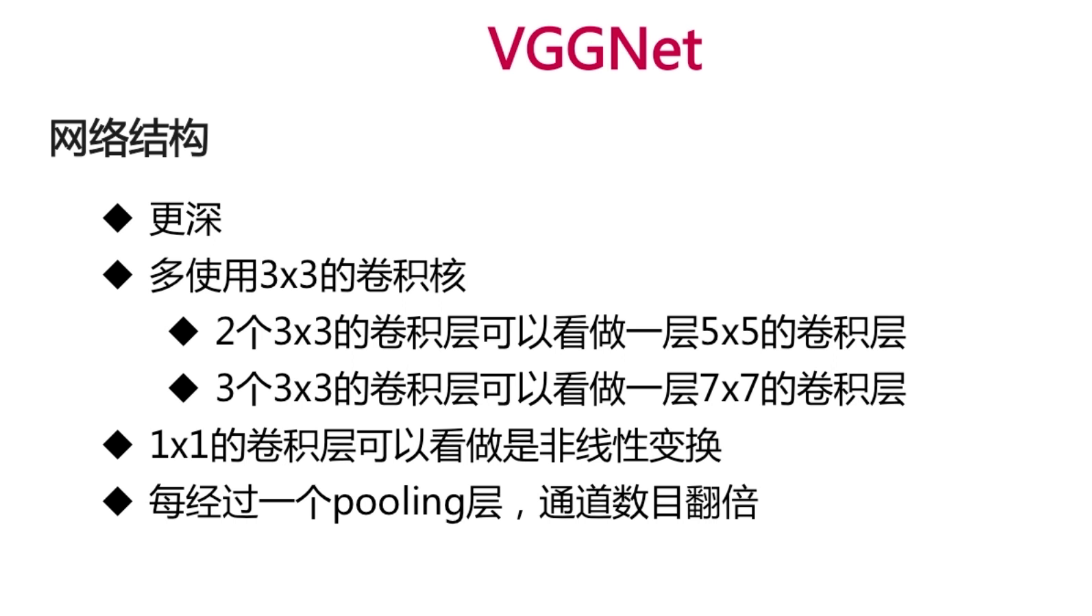 VGGNet
网络结构
◆ 更深
◆ 多使用3x3的卷积核
◆ 2个3x3的卷积层可以看做一层5x5的卷积层
◆ 3个3x3的卷积层可以看做一层7x7的卷积层
◆ 1x1的卷积层可以看做是非线性变换
◆ 每经过一个pooling层，通道数目翻倍